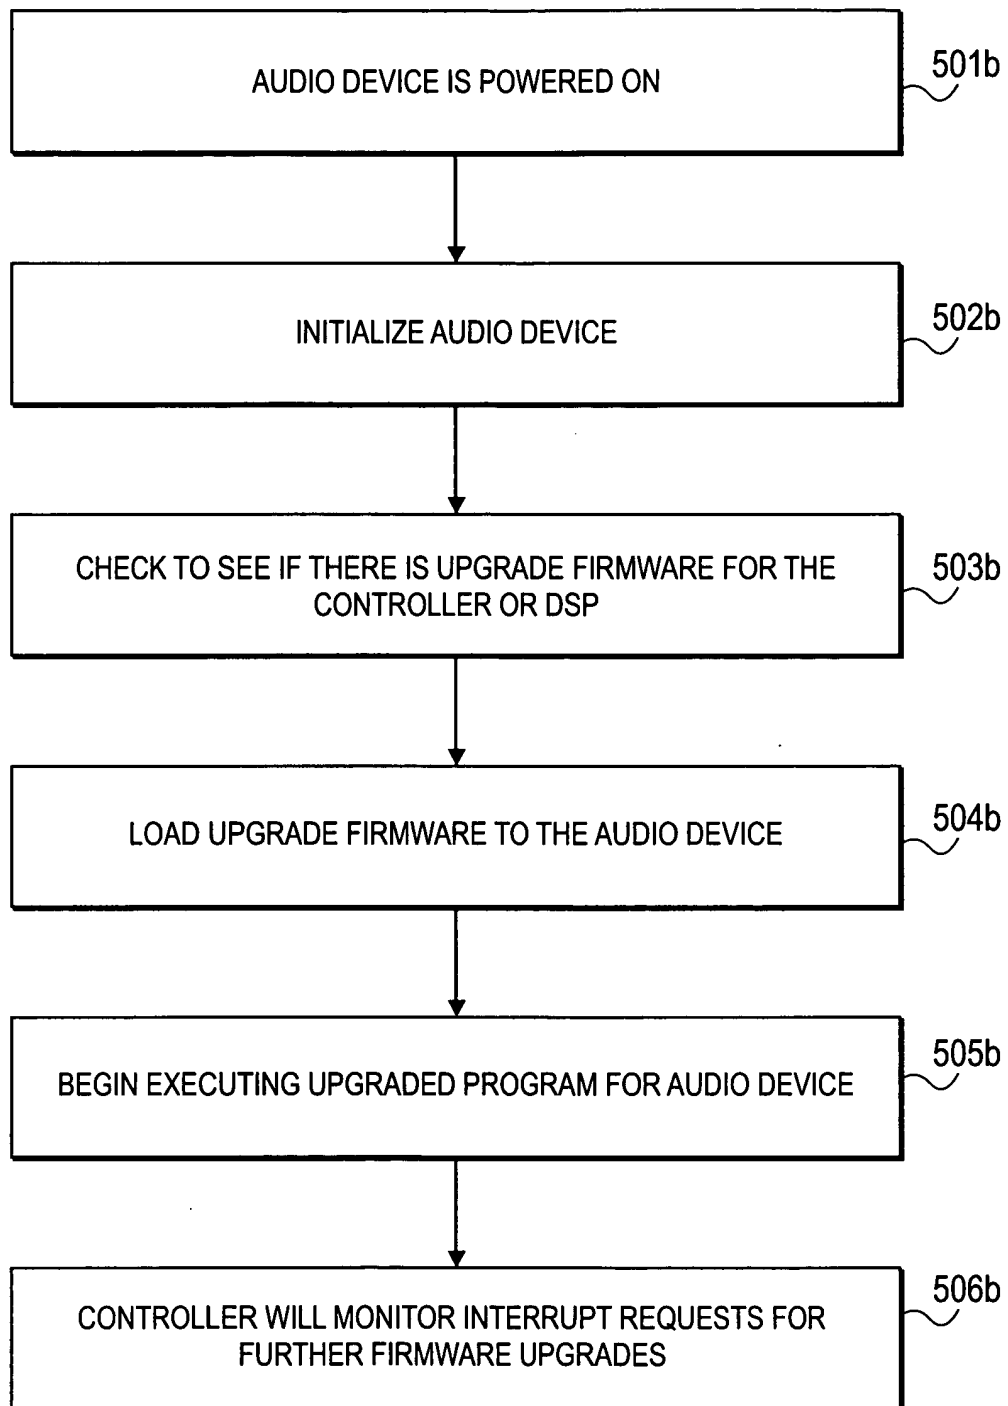 AUDIO DEVICE IS POWERED ON
501b
INITIALIZE AUDIO DEVICE
502b
CHECK TO SEE IF THERE IS UPGRADE FIRMWARE FOR THE
CONTROLLER OR DSP
503b
LOAD UPGRADE FIRMWARE TO THE AUDIO DEVICE
504b
BEGIN EXECUTING UPGRADED PROGRAM FOR AUDIO DEVICE
505b
CONTROLLER WILL MONITOR INTERRUPT REQUESTS FOR
FURTHER FIRMWARE UPGRADES
506b